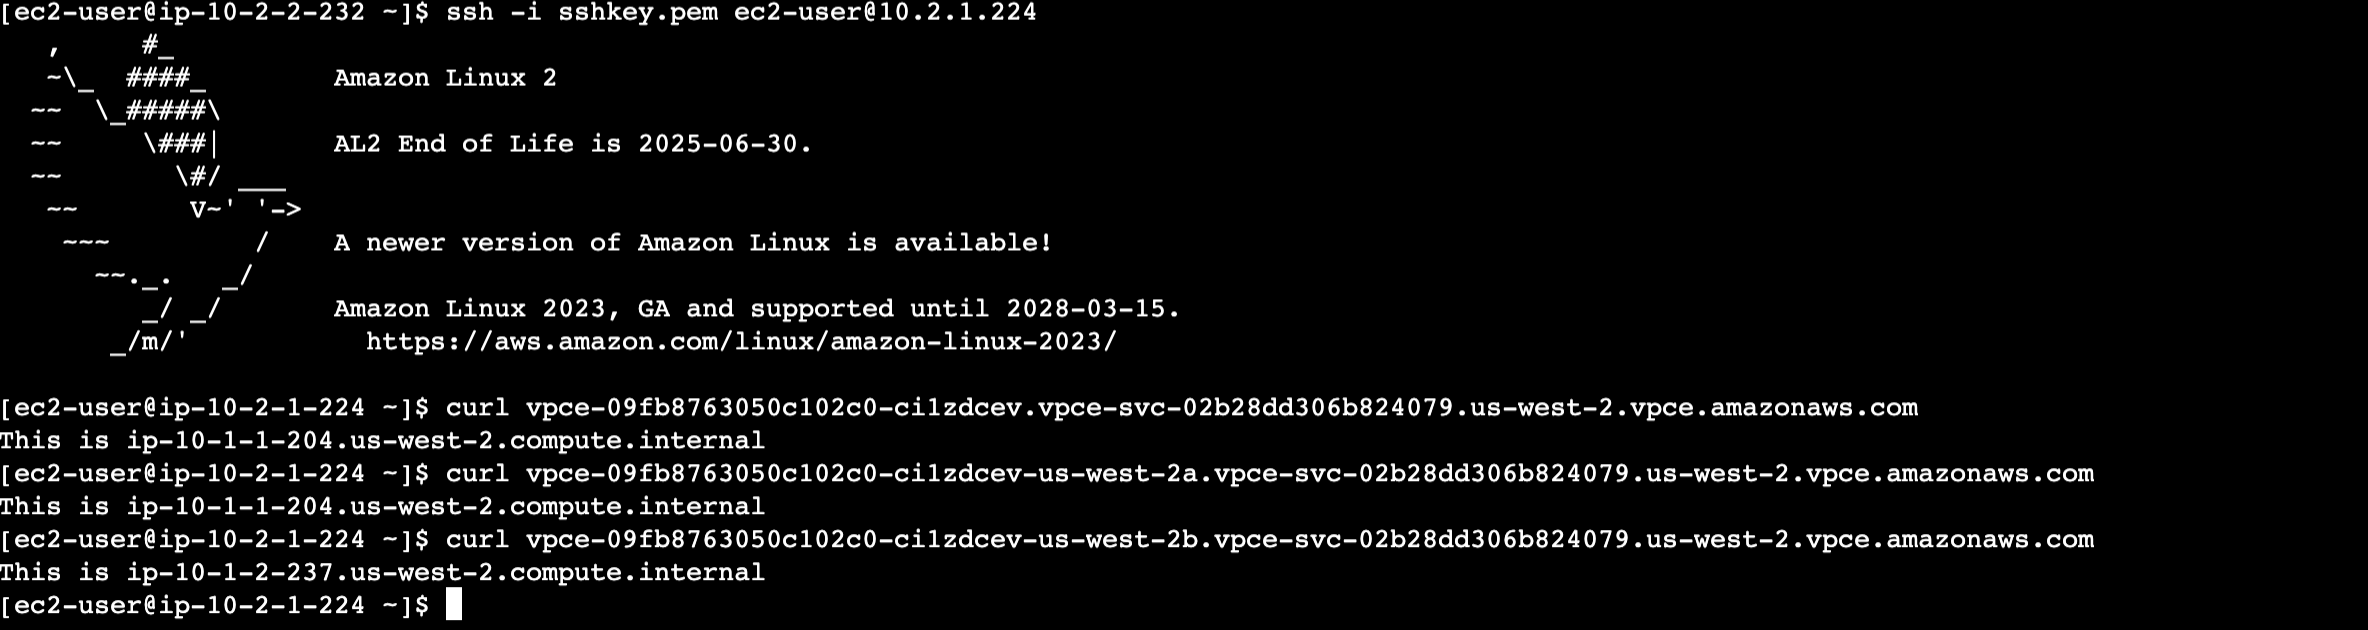 [ec2-user@ip-10-2-2-232 ~]$ ssh -i sshkey.pem ec2-user@10.2.1.224
   ,     #_
   ~\_  ####_        Amazon Linux 2
  ~~  \_#####\
  ~~     \###|       AL2 End of Life is 2025-06-30.
  ~~       \#/ ___
   ~~       V~' '->
    ~~~         /    A newer version of Amazon Linux is available!
      ~~._.   _/
         _/ _/       Amazon Linux 2023, GA and supported until 2028-03-15.
       _/m/'           https://aws.amazon.com/linux/amazon-linux-2023/
[ec2-user@ip-10-2-1-224 ~]$ curl vpce-09fb8763050c102c0-ci1zdcev.vpce-svc-02b28dd306b824079.us-west-2.vpce.amazonaws.com
This is ip-10-1-1-204.us-west-2.compute.internal
[ec2-user@ip-10-2-1-224 ~]$ curl vpce-09fb8763050c102c0-ci1zdcev-us-west-2a.vpce-svc-02b28dd306b824079.us-west-2.vpce.amazonaws.com
This is ip-10-1-1-204.us-west-2.compute.internal
[ec2-user@ip-10-2-1-224 ~]$ curl vpce-09fb8763050c102c0-ci1zdcev-us-west-2b.vpce-svc-02b28dd306b824079.us-west-2.vpce.amazonaws.com
This is ip-10-1-2-237.us-west-2.compute.internal
[ec2-user@ip-10-2-1-224 ~]$